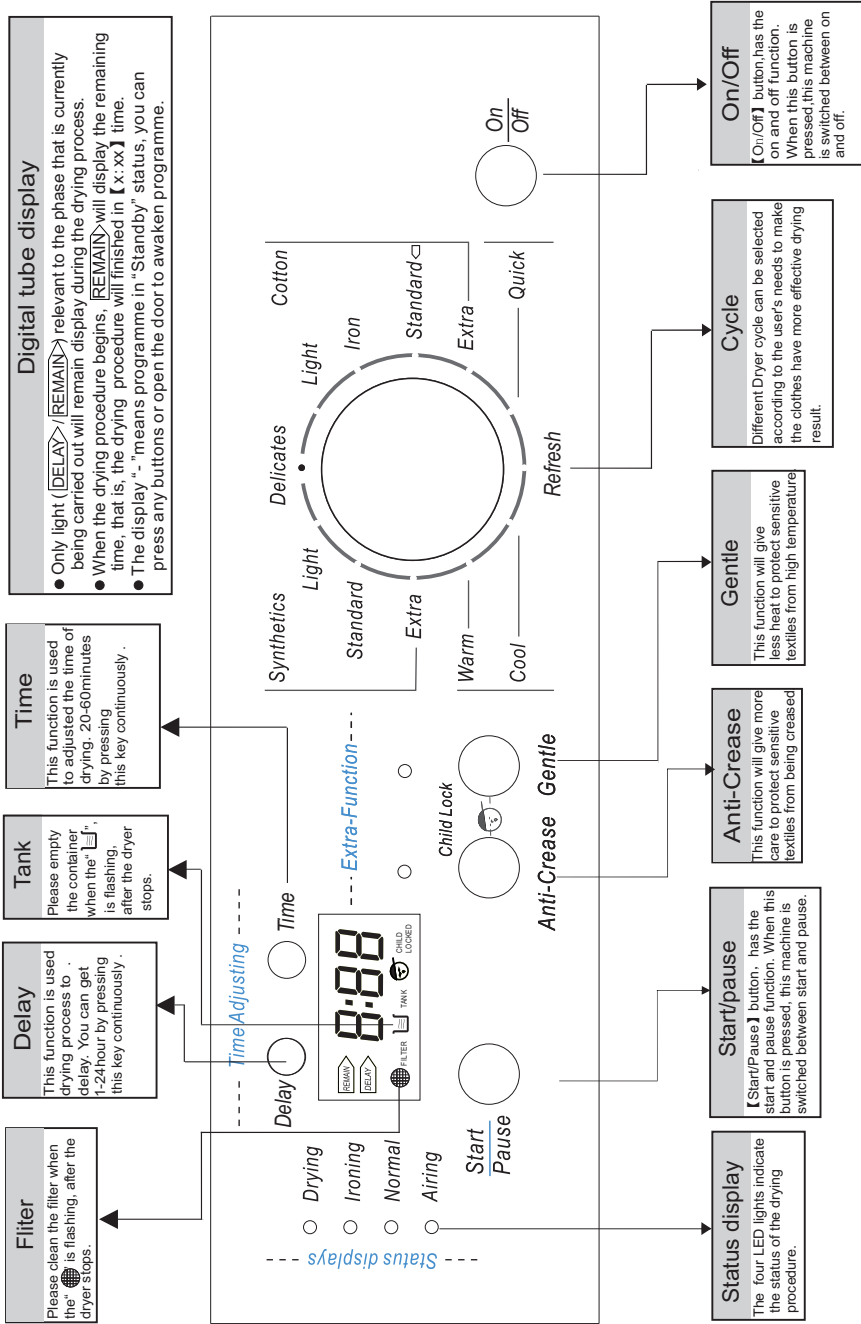 Fliter
Please clean the filter when
the“ ” is flashing, after the
dryer stops.
Delay
This function is used
drying process to .
delay. You can get
1-24hour by pressing
this key continuously .
Tank
Please empty
the container
when the“ ”,
is flashing,
after the dryer
stops.
Time
This function is used
to adjusted the time of
drying. 20-60minutes
by pressing
this key continuously .
Digital tube display
● Only light ( DELAY / REMAIN ) relevant to the phase that is currently
being carried out will remain display during the drying process.
● When the drying procedure begins, REMAIN will display the remaining
time, that is, the drying procedure will finished in【 x: xx】 time.
● The display “- ”means programme in “Standby” status, you can
press any buttons or open the door to awaken programme.
Status displays
Drying
Ironing
Normal
Airing
Time Adjusting
Delay
Time
REMAIN
DELAY
8:88
FILTER
TANK
CHILD
LOCKED
Start
Pause
Extra-Function
Child Lock
Anti-Crease
Gentle
Synthetics
Light
Standard
Extra
Warm
Cool
Delicates
Refresh
Cotton
Light
Iron
Standard
Extra
Quick
On
Off
Status display
The four LED lights indicate
the status of the drying
procedure.
Start/pause
【Start/Pause】 button, has the
start and pause function. When this
button is pressed, this machine is
switched between start and pause.
Anti-Crease
This function will give more
care to protect sensitive
textiles from being creased
Gentle
This function will give
less heat to protect sensitive
textiles from high temperature.
Cycle
Different Dryer cycle can be selected
according to the user's needs to make
the clothes have more effective drying
result.
On/Off
【On/Off】 button,has the
on and off function.
When this button is
pressed,this machine
is switched between on
and off.